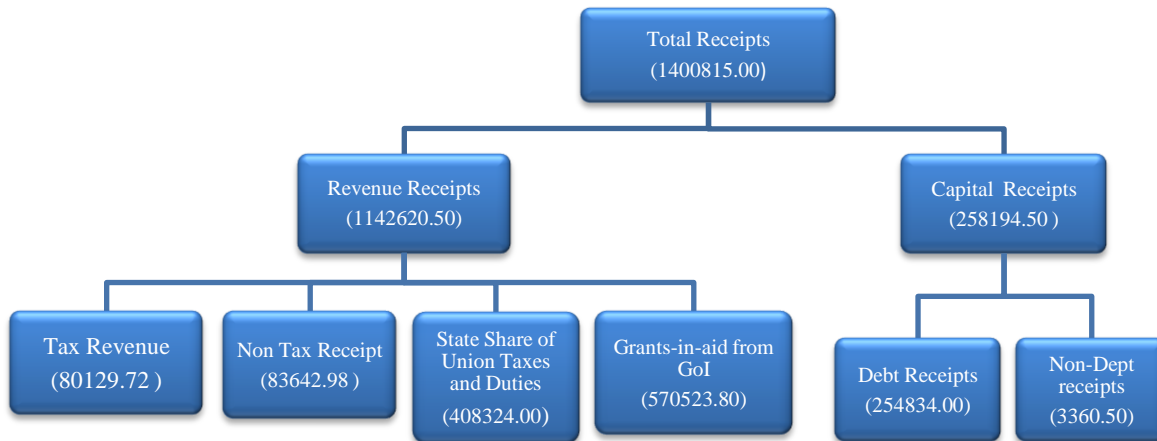 Total Receipts
(1400815.00)
Revenue Receipts
(1142620.50)
Capital Receipts
(258194.50 )
Tax Revenue
(80129.72 )
Non Tax Receipt
(83642.98 )
State Share of
Union Taxes
and Duties
(408324.00)
Grants-in-aid from
GoI
(570523.80)
Debt Receipts
(254834.00)
Non-Dept
receipts
(3360.50)